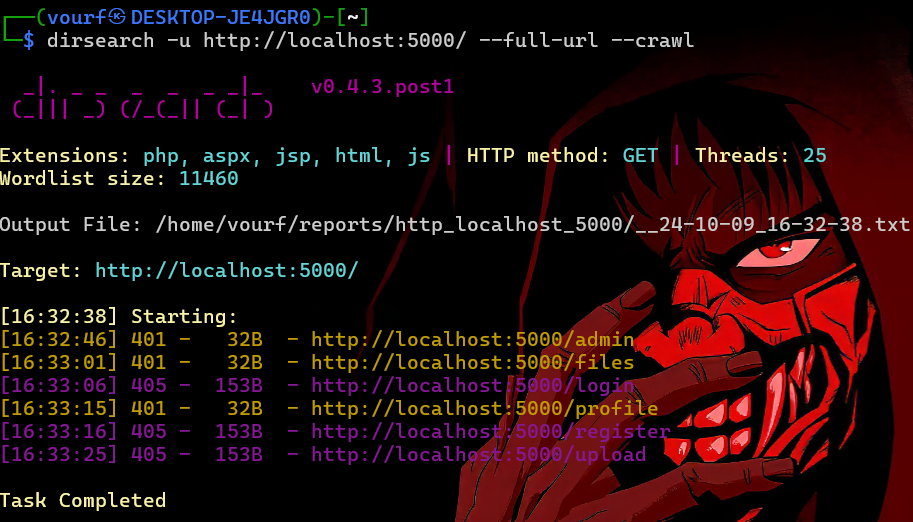 ┌──(vourf㉿DESKTOP-JE4JGR0)-[~]
└─$ dirsearch -u http://localhost:5000/ --full-url --crawl
  _|. _ _  _  _  _ _|_    v0.4.3.post1
 (_||| _) (/_(_|| (_| )
Extensions: php, aspx, jsp, html, js | HTTP method: GET | Threads: 25
Wordlist size: 11460
Output File: /home/vourf/reports/http_localhost_5000/__24-10-09_16-32-38.txt
Target: http://localhost:5000/
[16:32:38] Starting:
[16:32:46] 401 -   32B  - http://localhost:5000/admin
[16:33:01] 401 -   32B  - http://localhost:5000/files
[16:33:06] 405 -  153B  - http://localhost:5000/login
[16:33:15] 401 -   32B  - http://localhost:5000/profile
[16:33:16] 405 -  153B  - http://localhost:5000/register
[16:33:25] 405 -  153B  - http://localhost:5000/upload
Task Completed